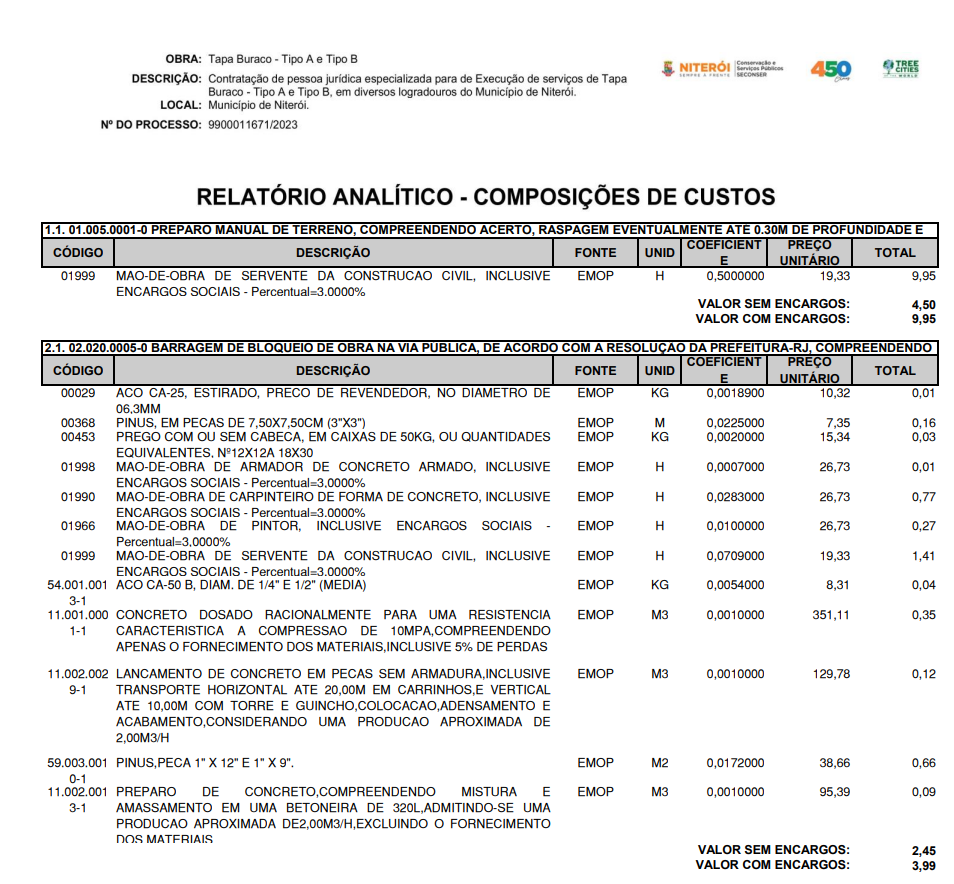 OBRA: Tapa Buraco - Tipo A e Tipo B
DESCRIÇÃO: Contratação de pessoa jurídica especializada para de Execução de serviços de Tapa
Buraco - Tipo A e Tipo B, em diversos logradouros do Município de Niterói.
LOCAL: Município de Niterói.
Nº DO PROCESSO: 9900011671/2023
NITERÓI
SEMPRE À FRENTE
Conservação e
Serviços Públicos
SECONSER
450
anos
TREE
CITIES
OF THE WORLD
RELATÓRIO ANALÍTICO - COMPOSIÇÕES DE CUSTOS
1.1. 01.005.0001-0 PREPARO MANUAL DE TERRENO, COMPREENDENDO ACERTO, RASPAGEM EVENTUALMENTE ATE 0.30M DE PROFUNDIDADE E
CÓDIGO DESCRIÇÃO FONTE UNID COEFICIENT E PREÇO UNITÁRIO TOTAL
01999 MAO-DE-OBRA DE SERVENTE DA CONSTRUCAO CIVIL, INCLUSIVE EMOP H 0,5000000 19,33 9,95
ENCARGOS SOCIAIS - Percentual=3.0000%
VALOR SEM ENCARGOS: 4,50
VALOR COM ENCARGOS: 9,95
2.1. 02.020.0005-0 BARRAGEM DE BLOQUEIO DE OBRA NA VIA PUBLICA, DE ACORDO COM A RESOLUÇAO DA PREFEITURA-RJ, COMPREENDENDO
CÓDIGO DESCRIÇÃO FONTE UNID COEFICIENT E PREÇO UNITÁRIO TOTAL
00029 ACO CA-25, ESTIRADO, PRECO DE REVENDEDOR, NO DIAMETRO DE EMOP KG 0,0018900 10,32 0,01
06,3MM
00368 PINUS, EM PECAS DE 7,50X7,50CM (3"X3") EMOP M 0,0225000 7,35 0,16
00453 PREGO COM OU SEM CABECA, EM CAIXAS DE 50KG, OU QUANTIDADES EMOP KG 0,0020000 15,34 0,03
EQUIVALENTES, Nº12X12A 18X30
01998 MAO-DE-OBRA DE ARMADOR DE CONCRETO ARMADO, INCLUSIVE EMOP H 0,0007000 26,73 0,01
ENCARGOS SOCIAIS - Percentual=3,0000%
01990 MAO-DE-OBRA DE CARPINTEIRO DE FORMA DE CONCRETO, INCLUSIVE EMOP H 0,0283000 26,73 0,77
ENCARGOS SOCIAIS - Percentual=3.0000%
01966 MAO-DE-OBRA DE PINTOR, INCLUSIVE ENCARGOS SOCIAIS - EMOP H 0,0100000 26,73 0,27
Percentual=3,0000%
01999 MAO-DE-OBRA DE SERVENTE DA CONSTRUCAO CIVIL, INCLUSIVE EMOP H 0,0709000 19,33 1,41
ENCARGOS SOCIAIS - Percentual=3.0000%
54.001.001 ACO CA-50 B, DIAM. DE 1/4" E 1/2" (MEDIA) EMOP KG 0,0054000 8,31 0,04
3-1
11.001.000 CONCRETO DOSADO RACIONALMENTE PARA UMA RESISTENCIA EMOP M3 0,0010000 351,11 0,35
1-1 CARACTERISTICA A COMPRESSAO DE 10MPA,COMPREENDENDO
APENAS O FORNECIMENTO DOS MATERIAIS,INCLUSIVE 5% DE PERDAS
11.002.002 LANCAMENTO DE CONCRETO EM PECAS SEM ARMADURA,INCLUSIVE EMOP M3 0,0010000 129,78 0,12
9-1 TRANSPORTE HORIZONTAL ATE 20,00M EM CARRINHOS,E VERTICAL
ATE 10,00M COM TORRE E GUINCHO,COLOCACAO,ADENSAMENTO E
ACABAMENTO,CONSIDERANDO UMA PRODUCAO APROXIMADA DE
2,00M3/H
59.003.001 PINUS,PECA 1" X 12" E 1" X 9". EMOP M2 0,0172000 38,66 0,66
0-1
11.002.001 PREPARO DE CONCRETO,COMPREENDENDO MISTURA E EMOP M3 0,0010000 95,39 0,09
3-1 AMASSAMENTO EM UMA BETONEIRA DE 320L,ADMITINDO-SE UMA
PRODUCAO APROXIMADA DE2,00M3/H,EXCLUINDO O FORNECIMENTO
DOS MATERIAIS
VALOR SEM ENCARGOS: 2,45
VALOR COM ENCARGOS: 3,99